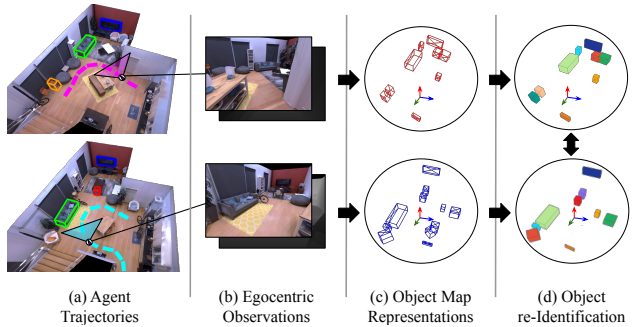 (a) Agent
Trajectories
(b) Egocentric
Observations
(c) Object Map
Representations
(d) Object
re-Identification